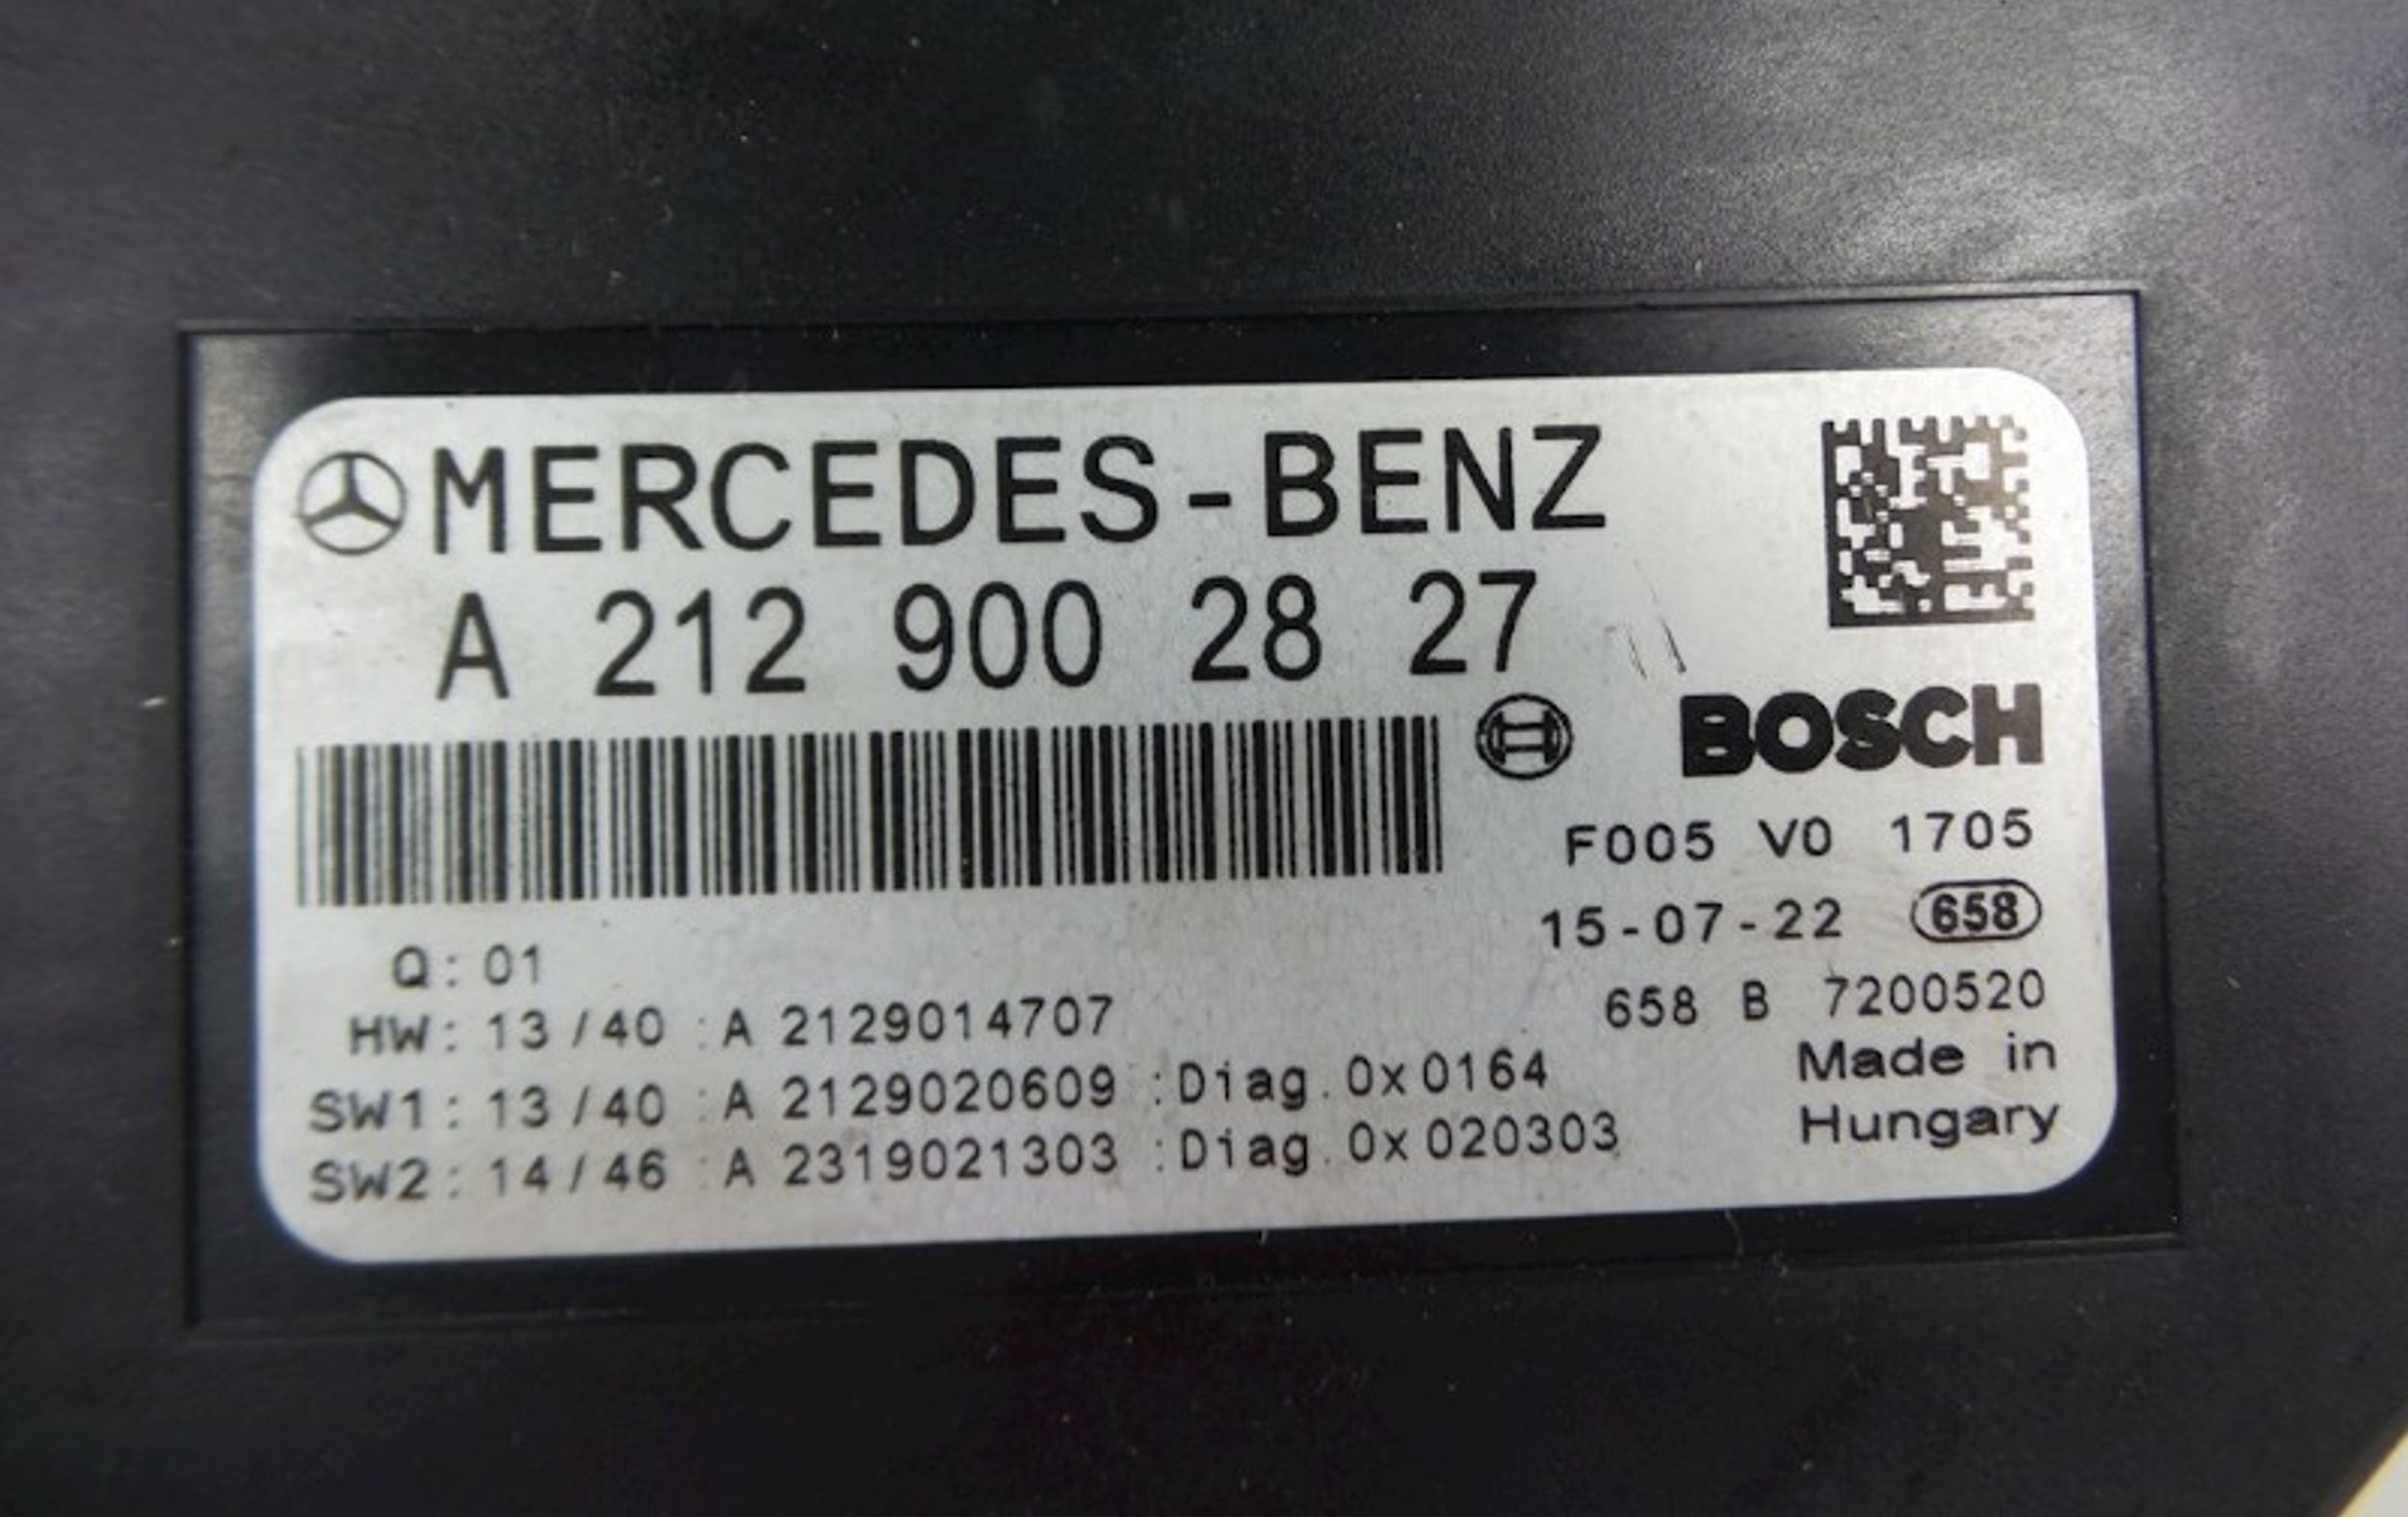 MERCEDES-BENZ
A 212 900 28 27
BOSCH
F005 V0 1705
15-07-22 658
658 B 7200520
Made in
Hungary
Q: 01
HW: 13/40 :A 2129014707
SW1: 13/40 :A 2129020609 :Diag.0x0164
SW2: 14/46 :A 2319021303 :Diag.0x020303